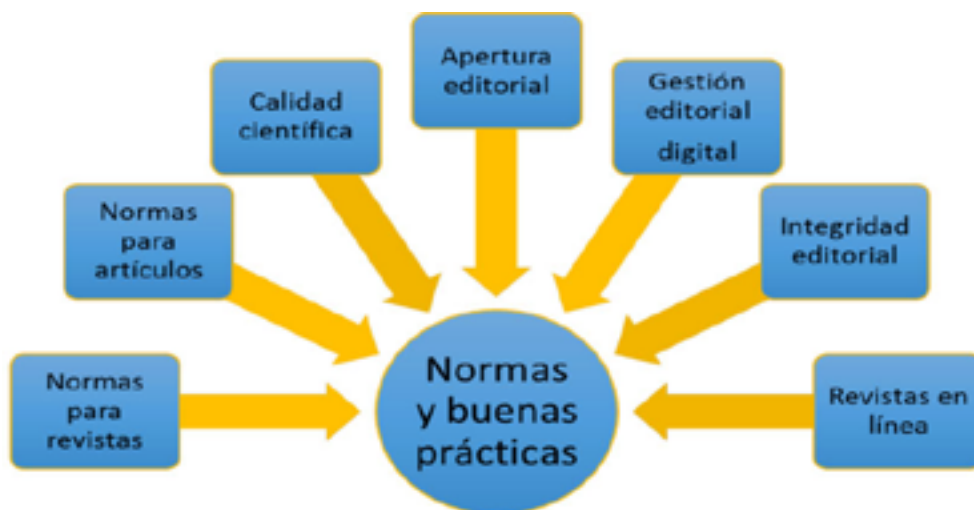 Apertura
editorial
Calidad
científica
Gestión
editorial
digital
Normas
para
artículos
Integridad
editorial
Normas
para
revistas
Normas
y buenas
prácticas
Revistas en
línea